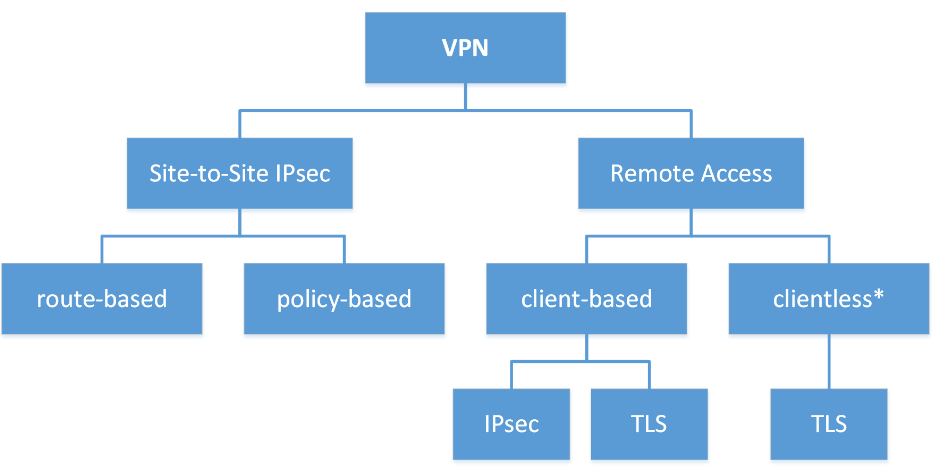 VPN
Site-to-Site IPsec
Remote Access
route-based
policy-based
client-based
clientless*
IPsec
TLS
TLS